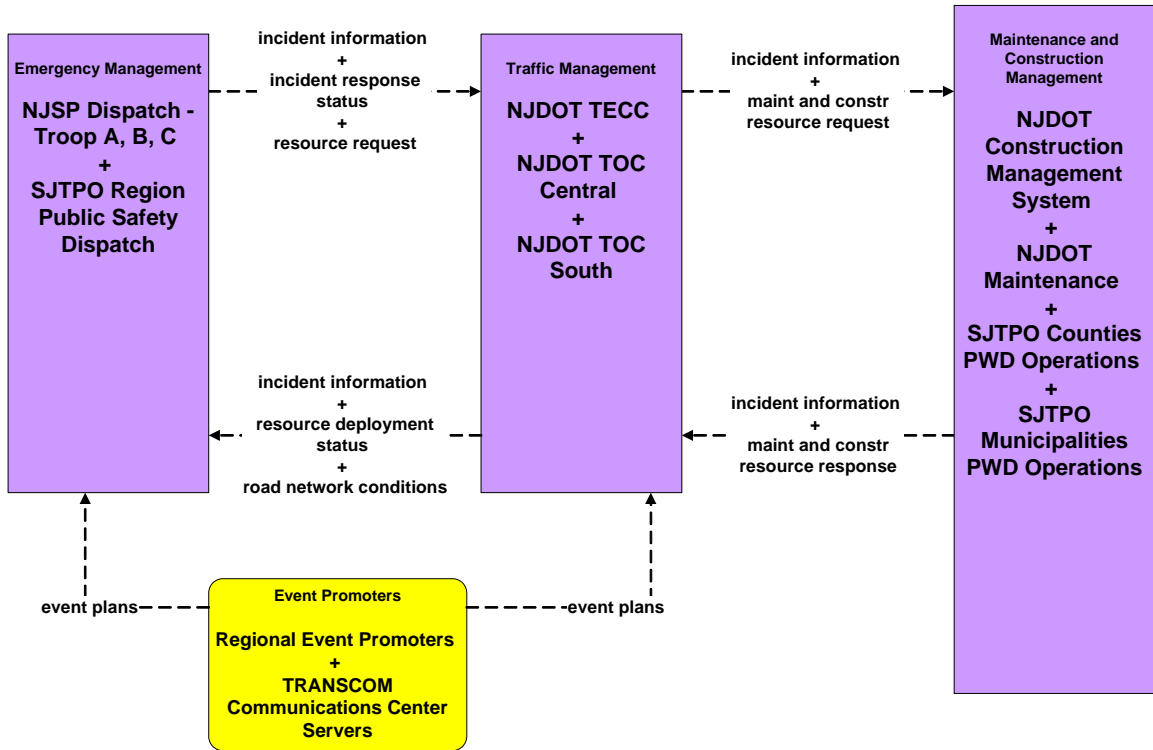 Emergency Management
NJSP Dispatch -
Troop A, B, C
+
SJTPO Region
Public Safety
Dispatch
incident information
+
incident response
status
+
resource request
Traffic Management
NJDOT TECC
+
NJDOT TOC
Central
+
NJDOT TOC
South
incident information
+
maint and constr
resource request
Maintenance and
Construction
Management
NJDOT
Construction
Management
System
+
NJDOT
Maintenance
+
SJTPO Counties
PWD Operations
+
SJTPO
Municipalities
PWD Operations
incident information
+
resource deployment
status
+
road network conditions
incident information
+
maint and constr
resource response
event plans
Event Promoters
Regional Event Promoters
+
TRANSCOM
Communications Center
Servers
event plans